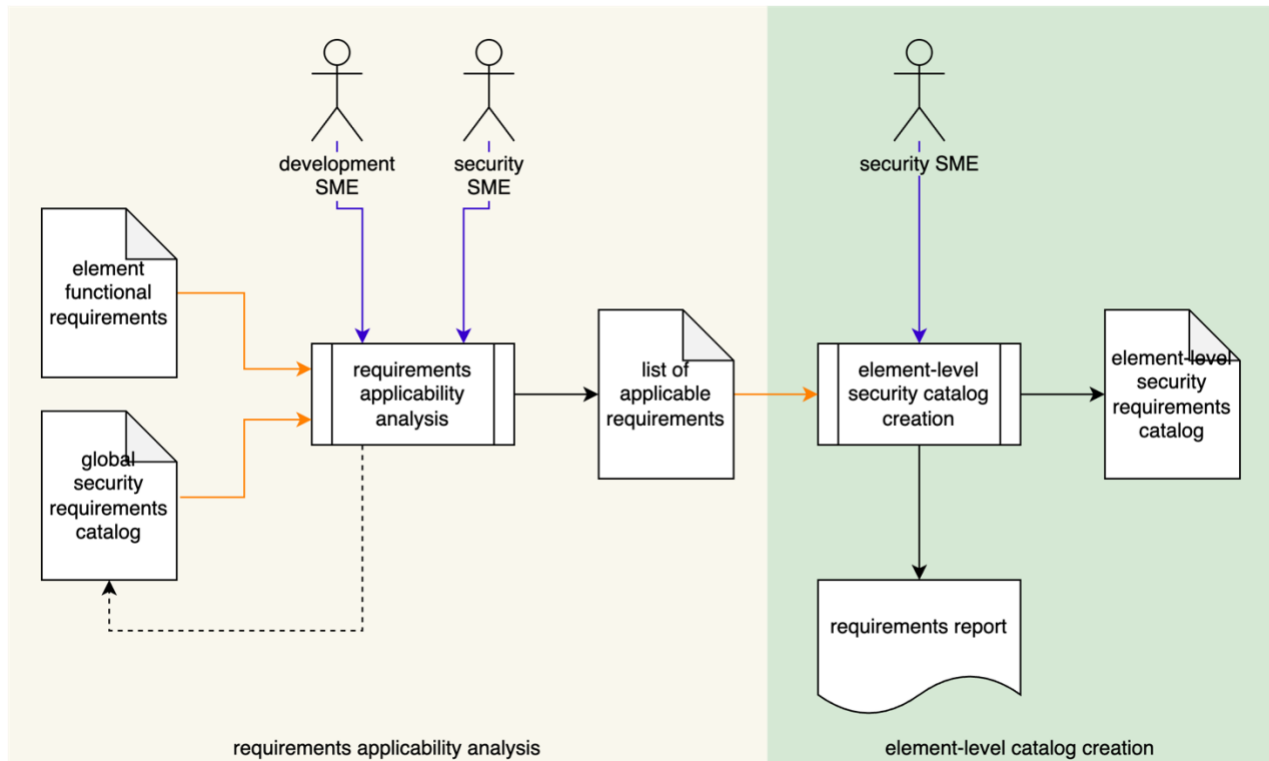 development
SME
security
SME
security SME
element
functional
requirements
requirements
applicability
analysis
list of
applicable
requirements
element-level
security catalog
creation
element-level
security
requirements
catalog
global
security
requirements
catalog
requirements report
requirements applicability analysis
element-level catalog creation